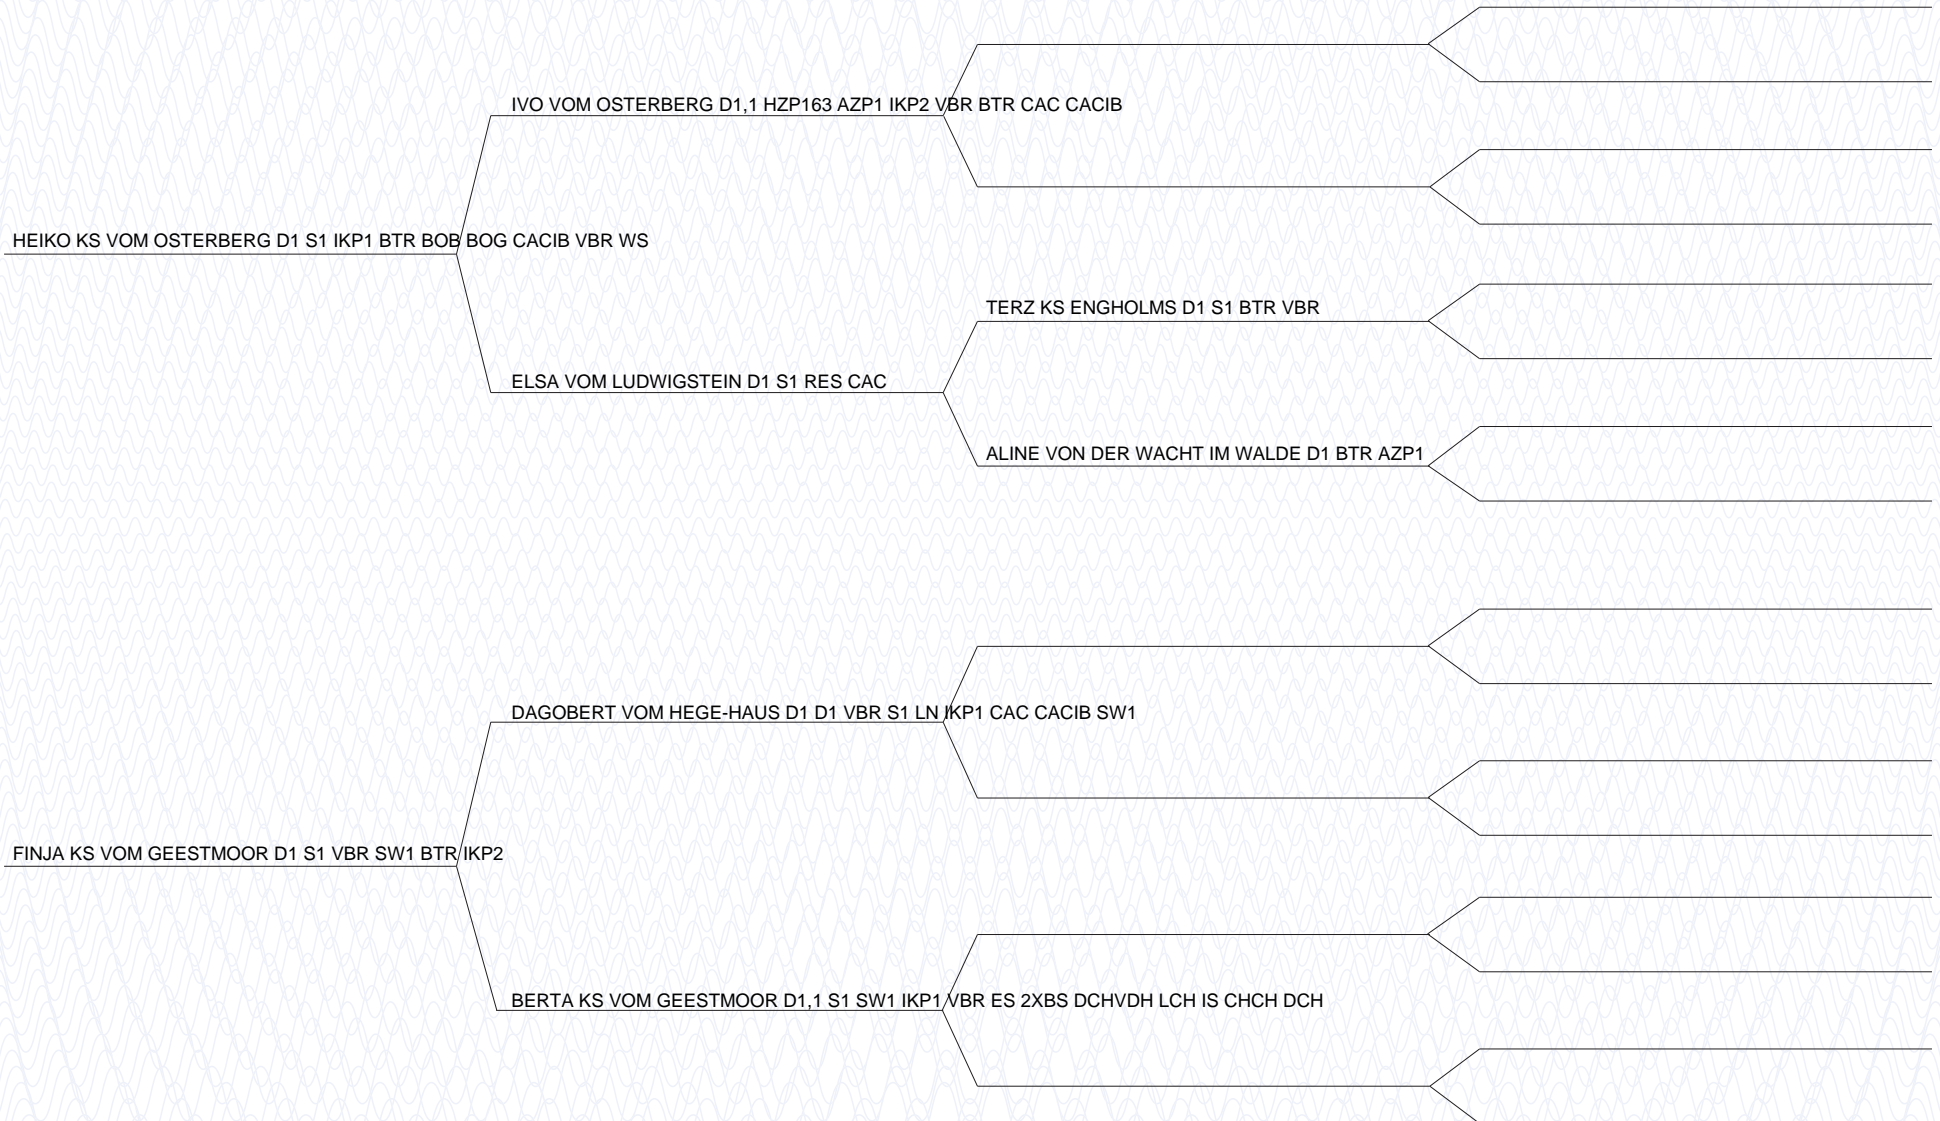 IVO VOM OSTERBERG D1,1 HZP163 AZP1 IKP2 VBR BTR CAC CACIB
HEIKO KS VOM OSTERBERG D1 S1 IKP1 BTR BOB BOG CACIB VBR WS
TERZ KS ENGHOLMS D1 S1 BTR VBR
ELSA VOM LUDWIGSTEIN D1 S1 RES CAC
ALINE VON DER WACHT IM WALDE D1 BTR AZP1
DAGOBERT VOM HEGE-HAUS D1 D1 VBR S1 LN IKP1 CAC CACIB SW1
FINJA KS VOM GEESTMOOR D1 S1 VBR SW1 BTR IKP2
BERTA KS VOM GEESTMOOR D1,1 S1 SW1 IKP1 VBR ES 2XBS DCHVDH LCH IS CHCH DCH